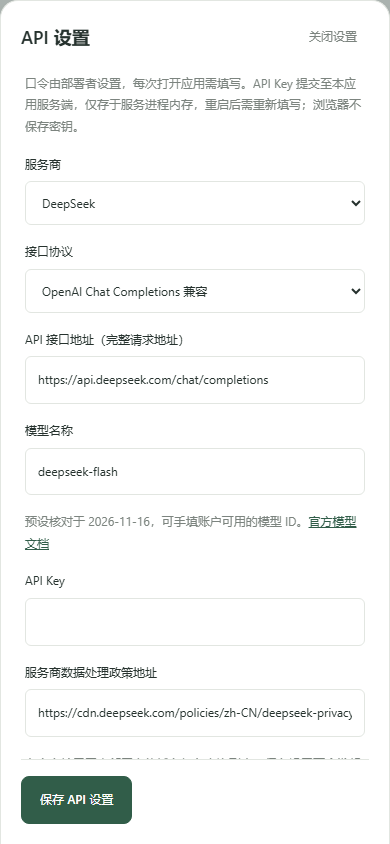 API 设置
关闭设置
口令由部署者设置，每次打开应用需填写。API Key 提交至本应
用服务端，仅存于服务进程内存，重启后需重新填写；浏览器不
保存密钥。
服务商
DeepSeek
接口协议
OpenAI Chat Completions 兼容
API 接口地址（完整请求地址）
https://api.deepseek.com/chat/completions
模型名称
deepseek-flash
预设核对于 2026-11-16，可手填账户可用的模型 ID。官方模型
文档
API Key
服务商数据处理政策地址
https://cdn.deepseek.com/policies/zh-CN/deepseek-privacy
保存 API 设置